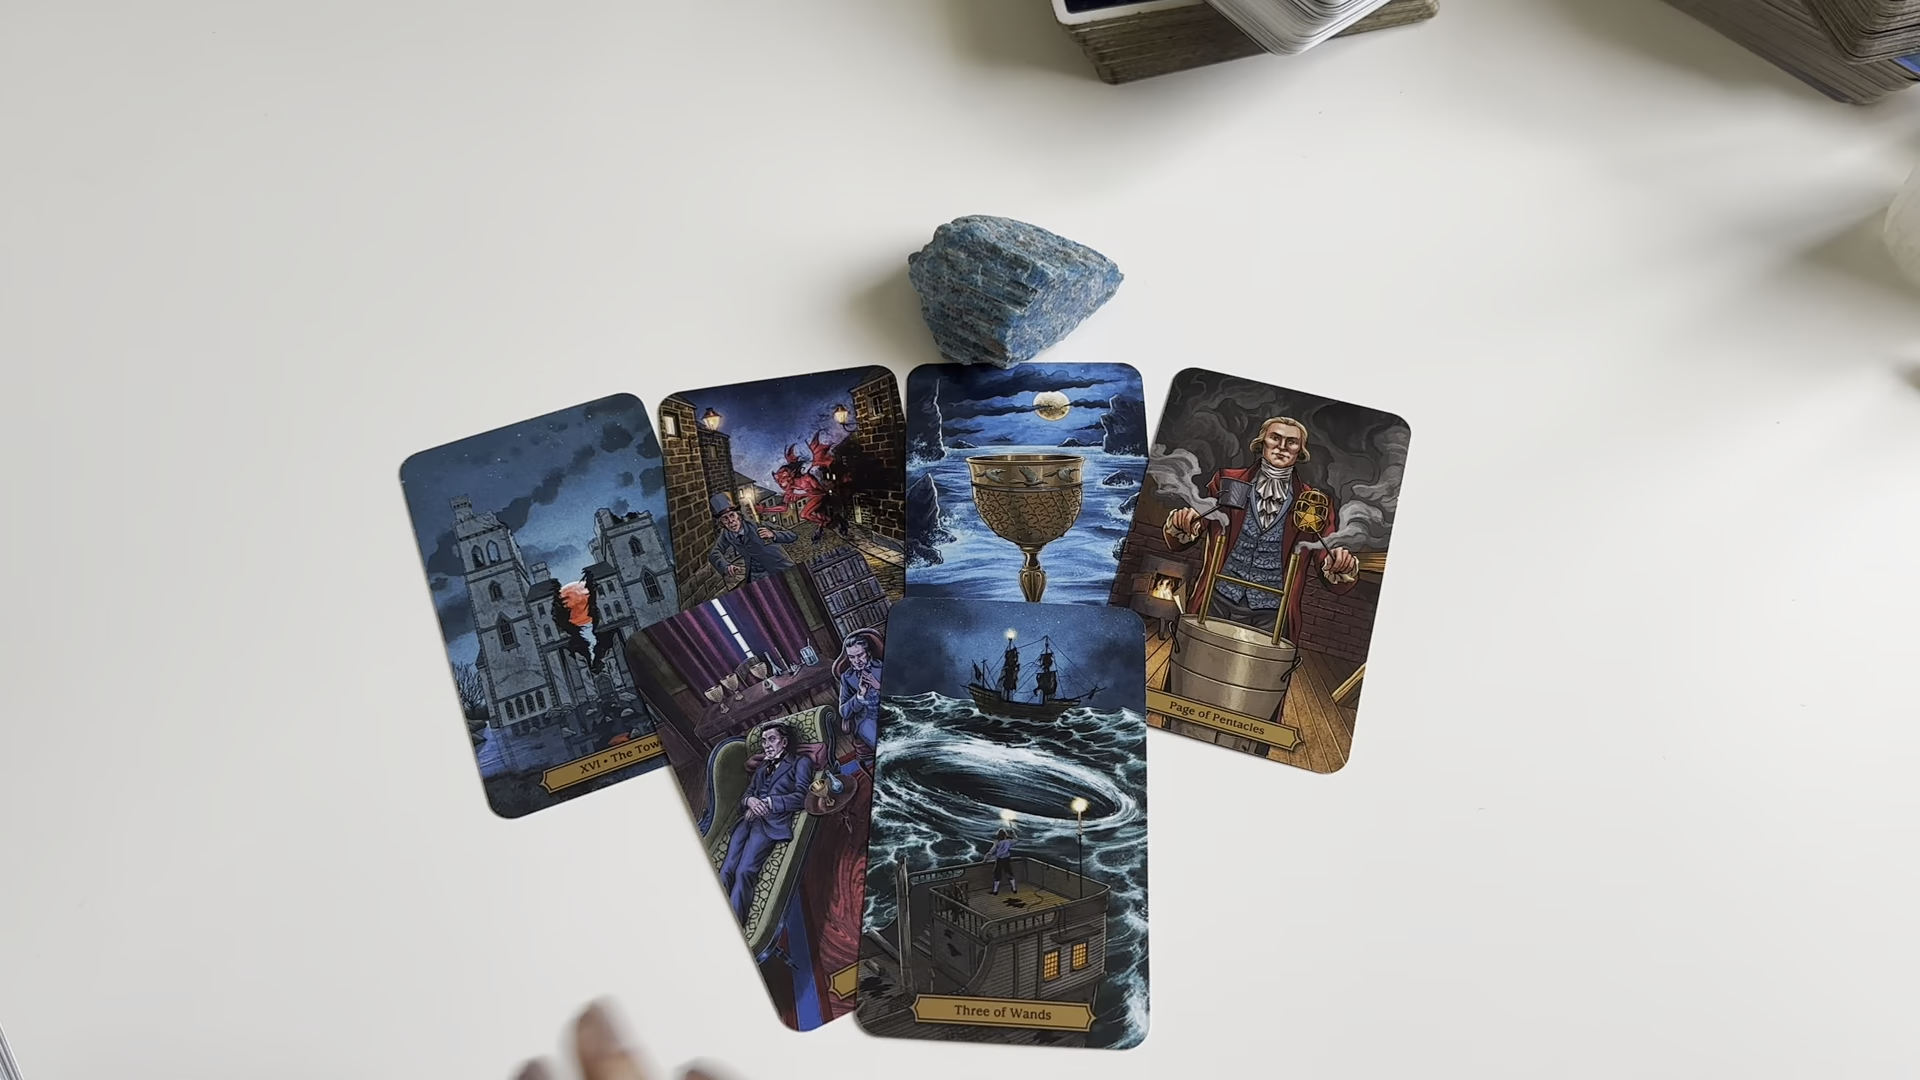 XVI • The Tow
Page of Pentacles
Three of Wands